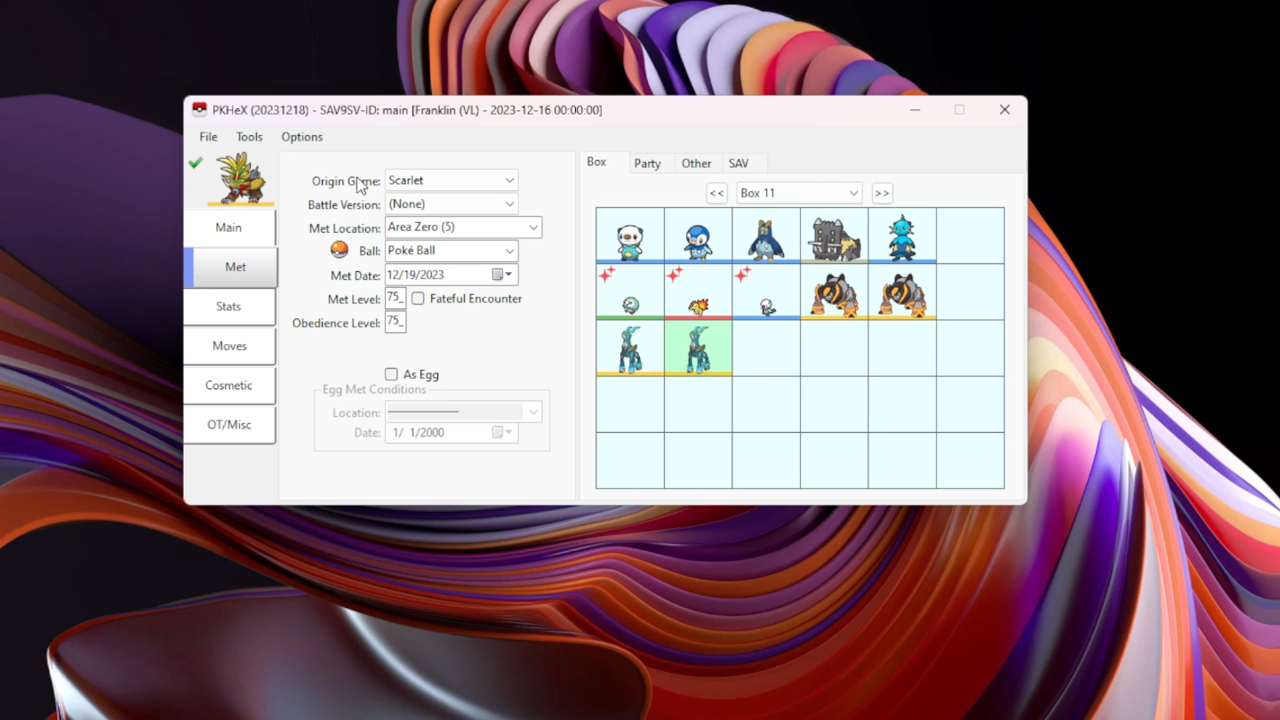 PKHeX (20231218) - SAV9SV-ID: main [Franklin (VL) - 2023-12-16 00:00:00]
File Tools Options
Main
Met
Stats
Moves
Cosmetic
OT/Misc
Origin Game: Scarlet
Battle Version: (None)
Met Location: Area Zero (5)
Ball: Poké Ball
Met Date: 12/19/2023
Met Level: 75_ Fateful Encounter
Obedience Level: 75_
As Egg
Egg Met Conditions
Location:
Date: 1/ 1/2000
Box Party Other SAV
<< Box 11 >>